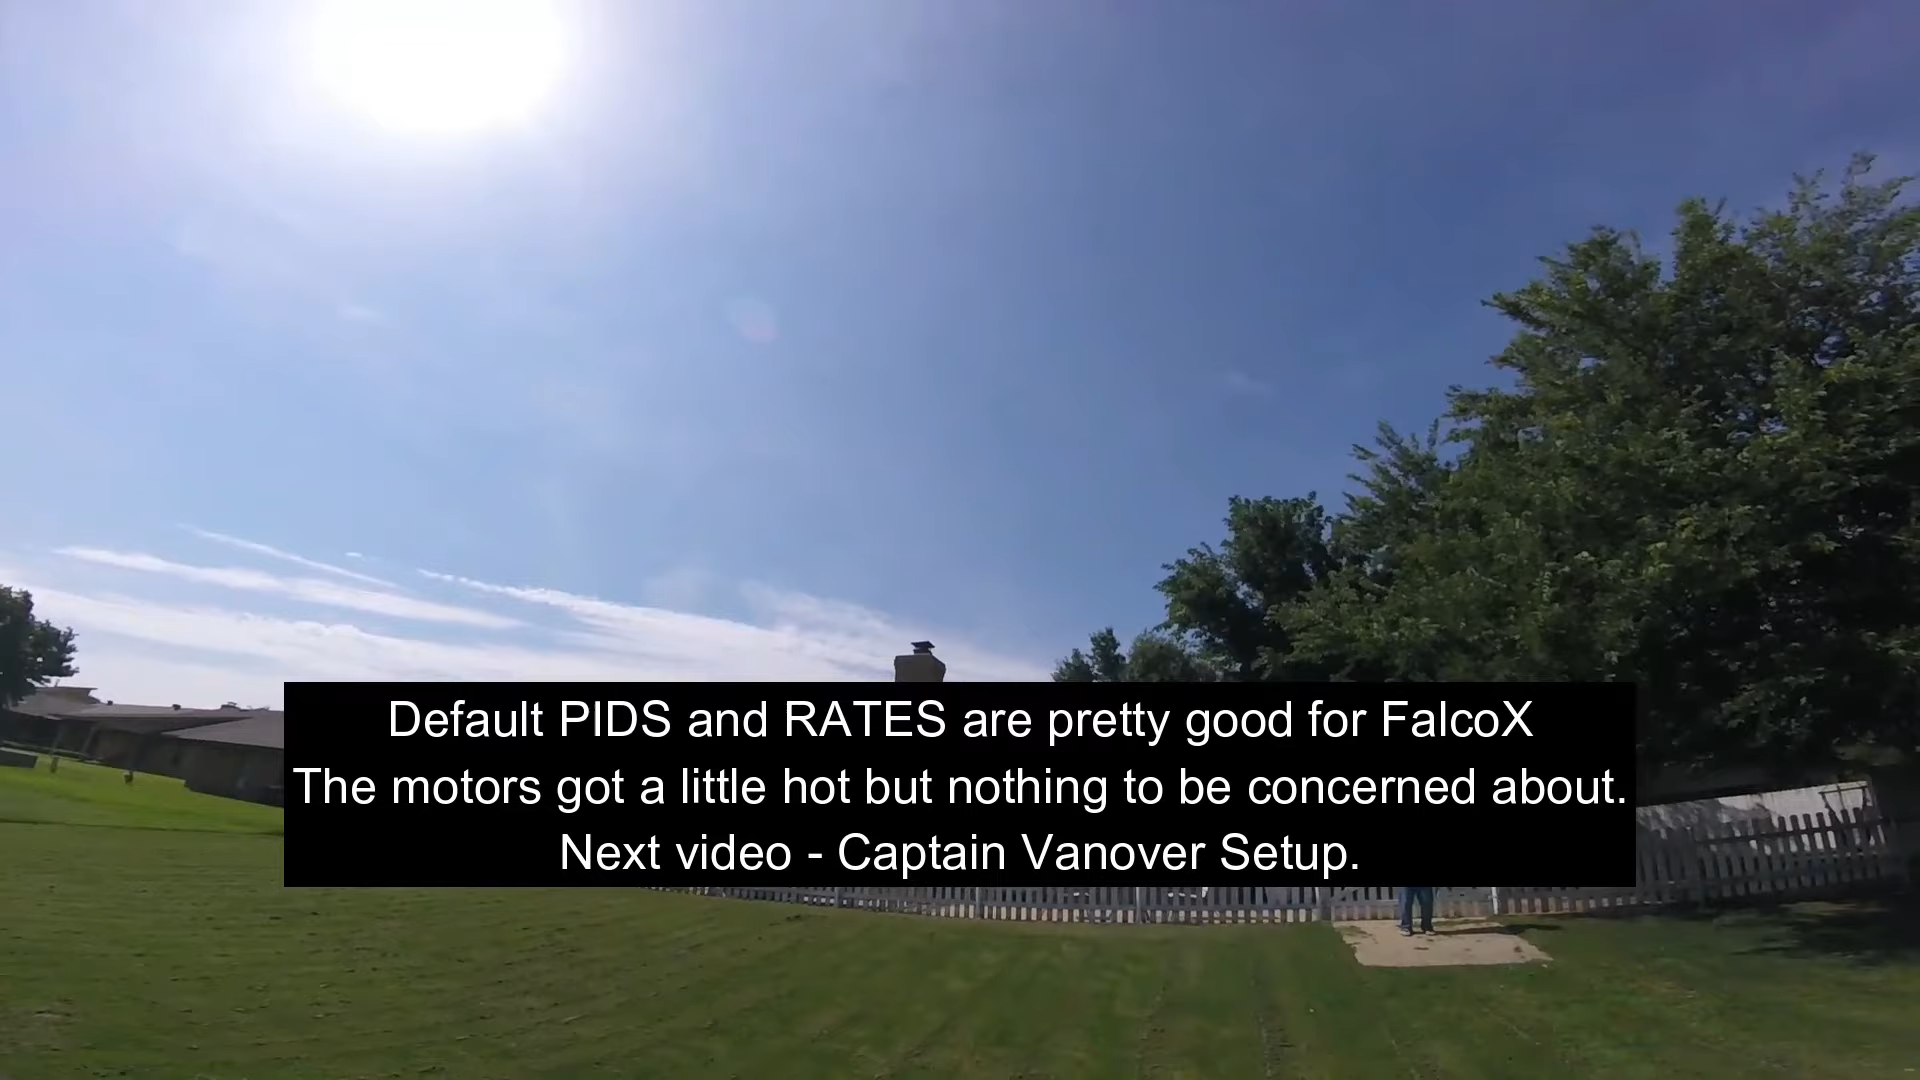 Default PIDS and RATES are pretty good for FalcoX
The motors got a little hot but nothing to be concerned about.
Next video - Captain Vanover Setup.